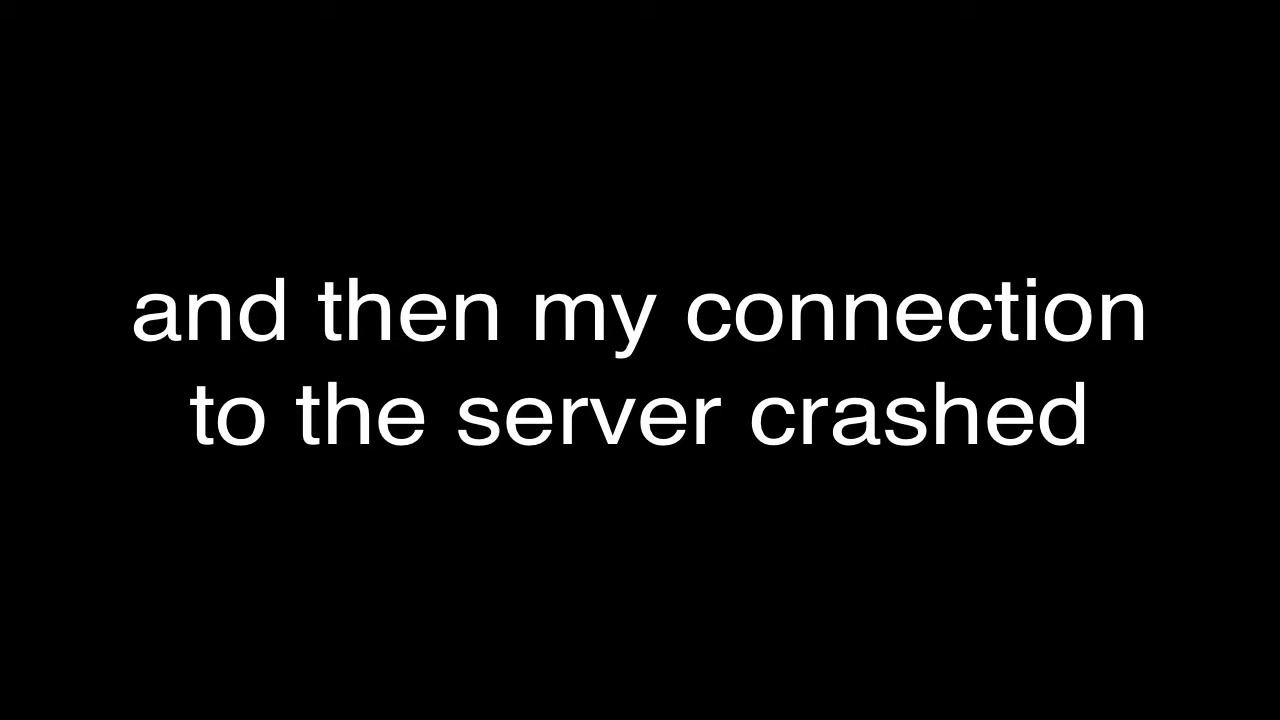 and then my connection
to the server crashed